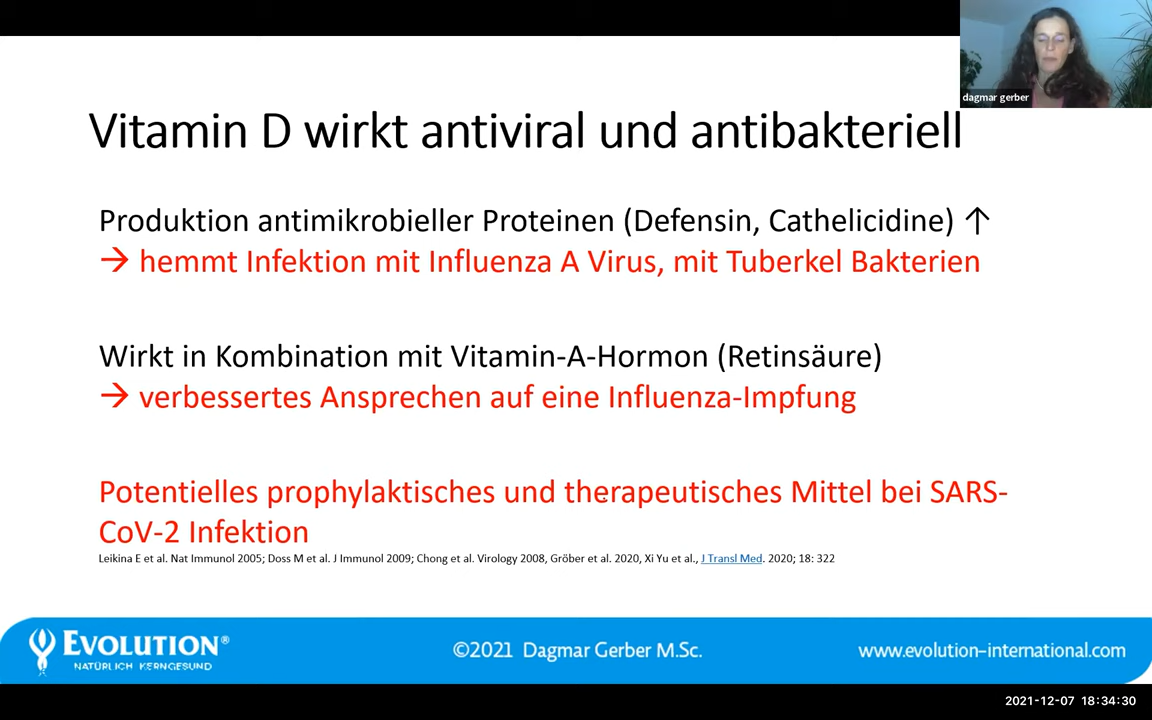 dagmar gerber
Vitamin D wirkt antiviral und antibakteriell
Produktion antimikrobieller Proteinen (Defensin, Cathelicidine) ↑
→ hemmt Infektion mit Influenza A Virus, mit Tuberkel Bakterien
Wirkt in Kombination mit Vitamin-A-Hormon (Retinsäure)
→ verbessertes Ansprechen auf eine Influenza-Impfung
Potentielles prophylaktisches und therapeutisches Mittel bei SARS-
CoV-2 Infektion
Leikina E et al. Nat Immunol 2005; Doss M et al. J Immunol 2009; Chong et al. Virology 2008, Gröber et al. 2020, Xi Yu et al., J Transl Med. 2020; 18: 322
EVOLUTION®
NATÜRLICH KERNGESUND
©2021 Dagmar Gerber M.Sc.
www.evolution-international.com
2021-12-07 18:34:30